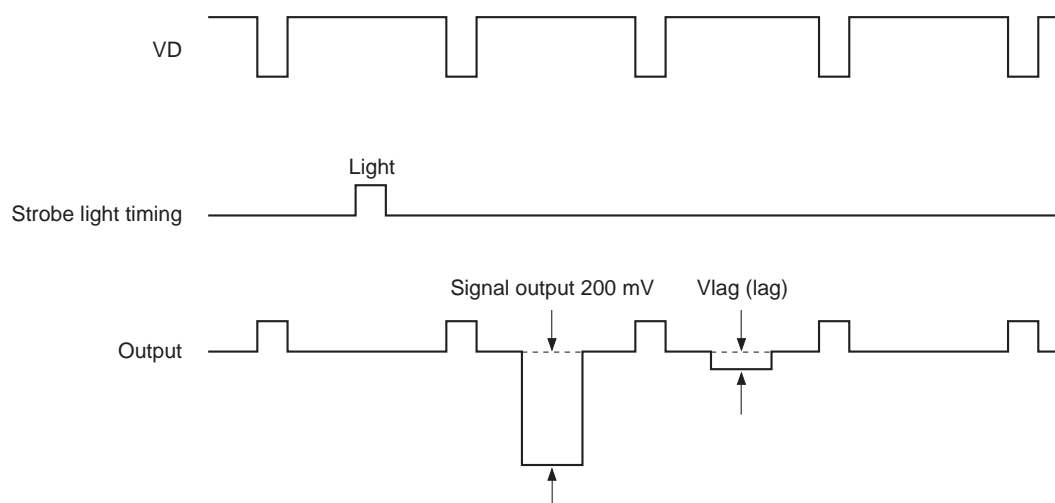 VD
Light
Strobe light timing
Signal output 200 mV
Vlag (lag)
Output